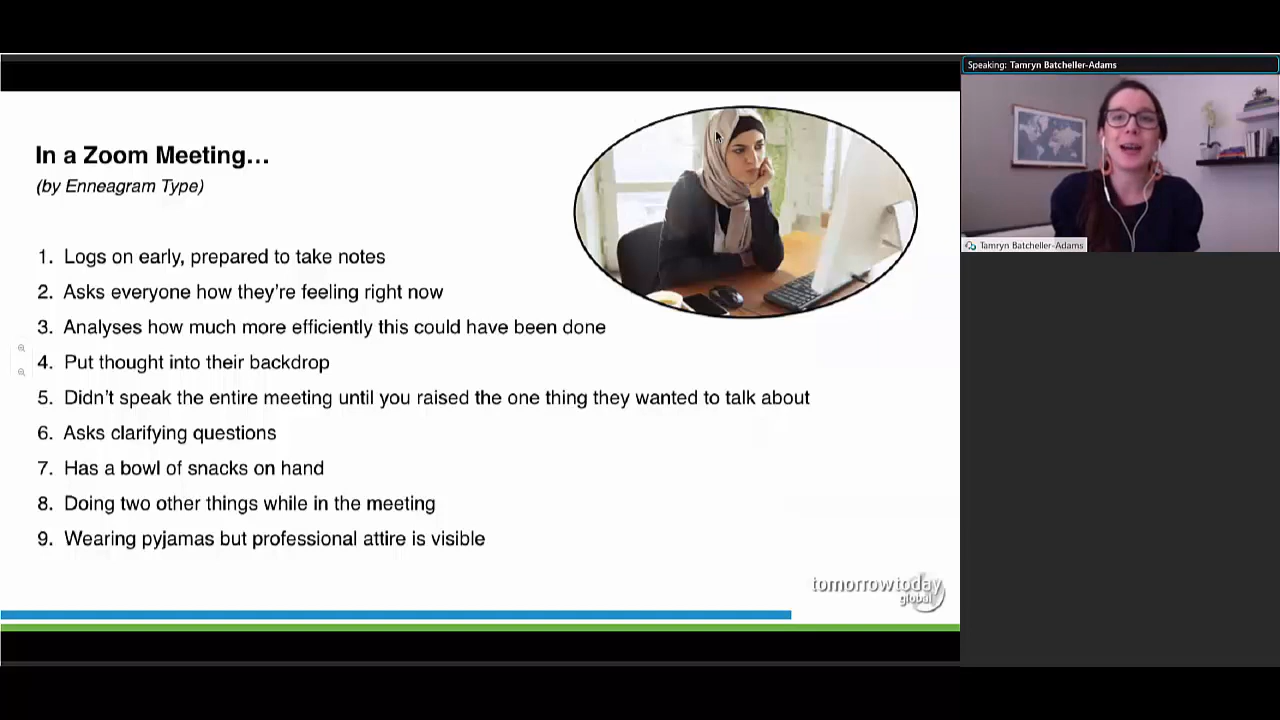 Speaking: Tamryn Batcheller-Adams
In a Zoom Meeting…
(by Enneagram Type)
1. Logs on early, prepared to take notes
2. Asks everyone how they're feeling right now
3. Analyses how much more efficiently this could have been done
4. Put thought into their backdrop
5. Didn't speak the entire meeting until you raised the one thing they wanted to talk about
6. Asks clarifying questions
7. Has a bowl of snacks on hand
8. Doing two other things while in the meeting
9. Wearing pyjamas but professional attire is visible
Tamryn Batcheller-Adams
tomorrowtoday
global